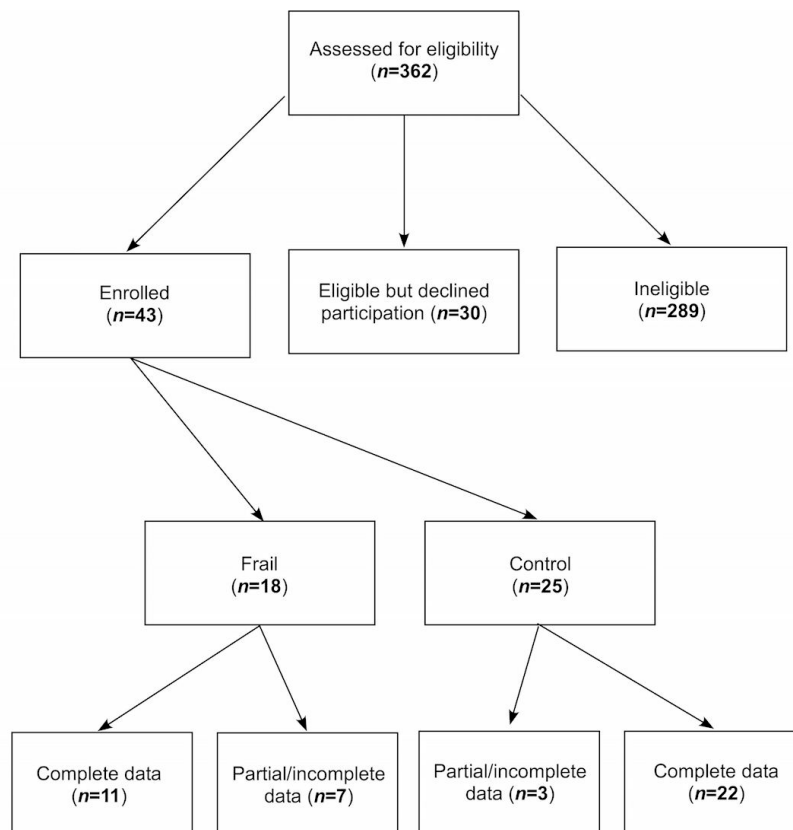 Assessed for eligibility
(n=362)
Enrolled
(n=43)
Eligible but declined
participation (n=30)
Ineligible
(n=289)
Frail
(n=18)
Control
(n=25)
Complete data
(n=11)
Partial/incomplete
data (n=7)
Partial/incomplete
data (n=3)
Complete data
(n=22)